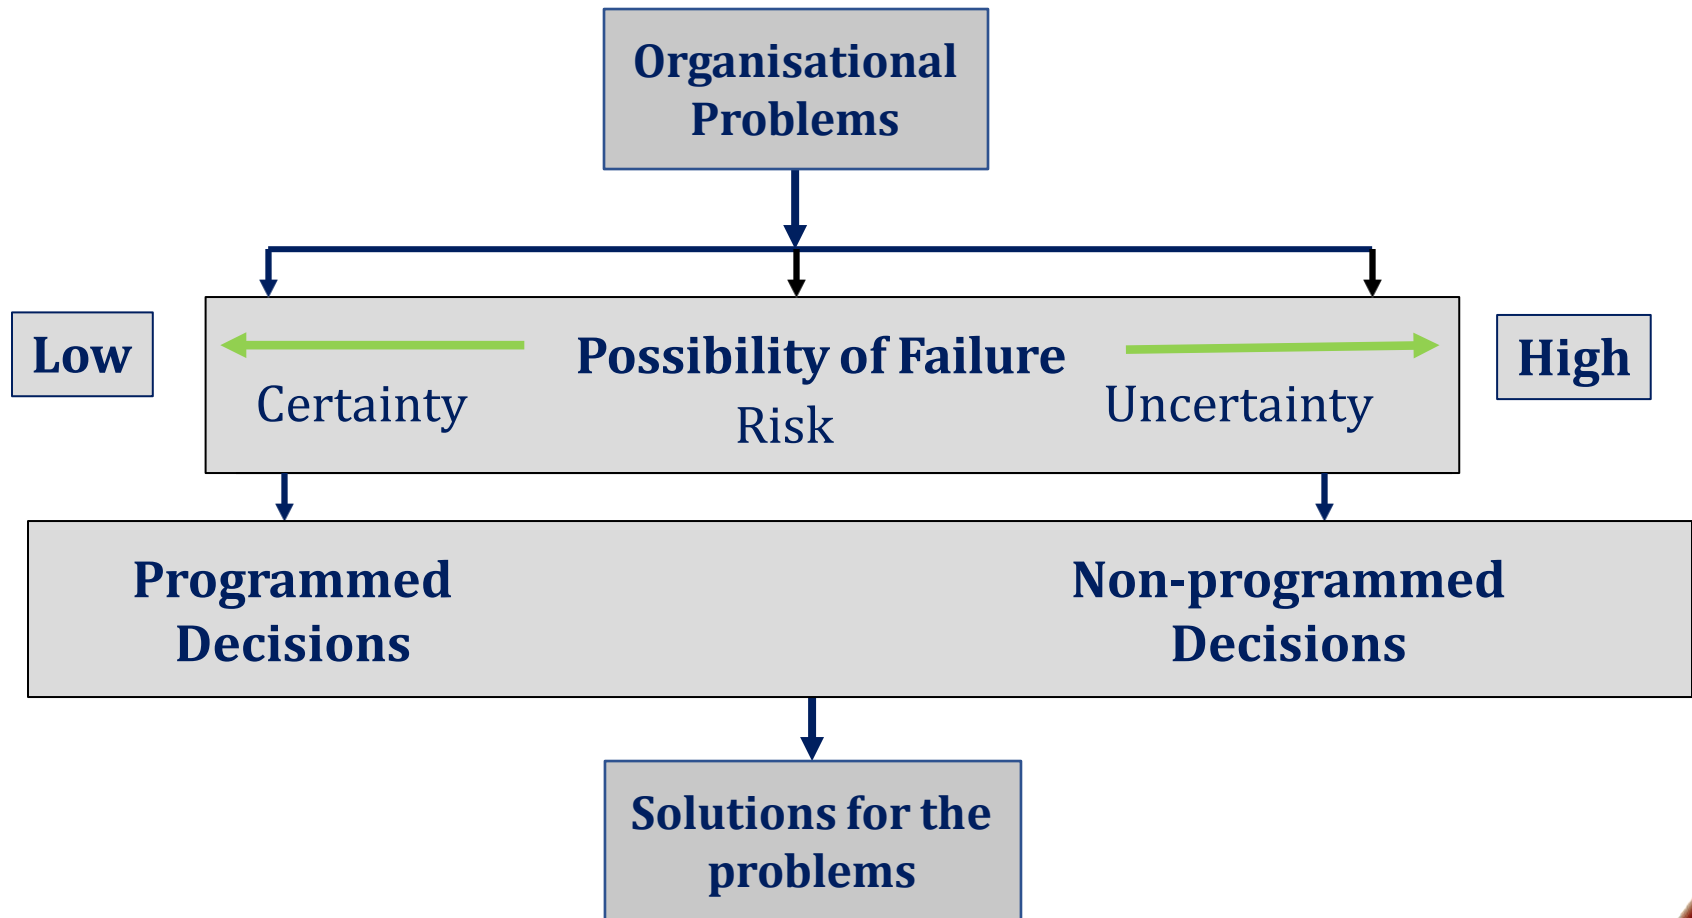 Organisational
Problems
Low
Possibility of Failure
High
Certainty
Risk
Uncertainty
Programmed
Decisions
Non-programmed
Decisions
Solutions for the
problems